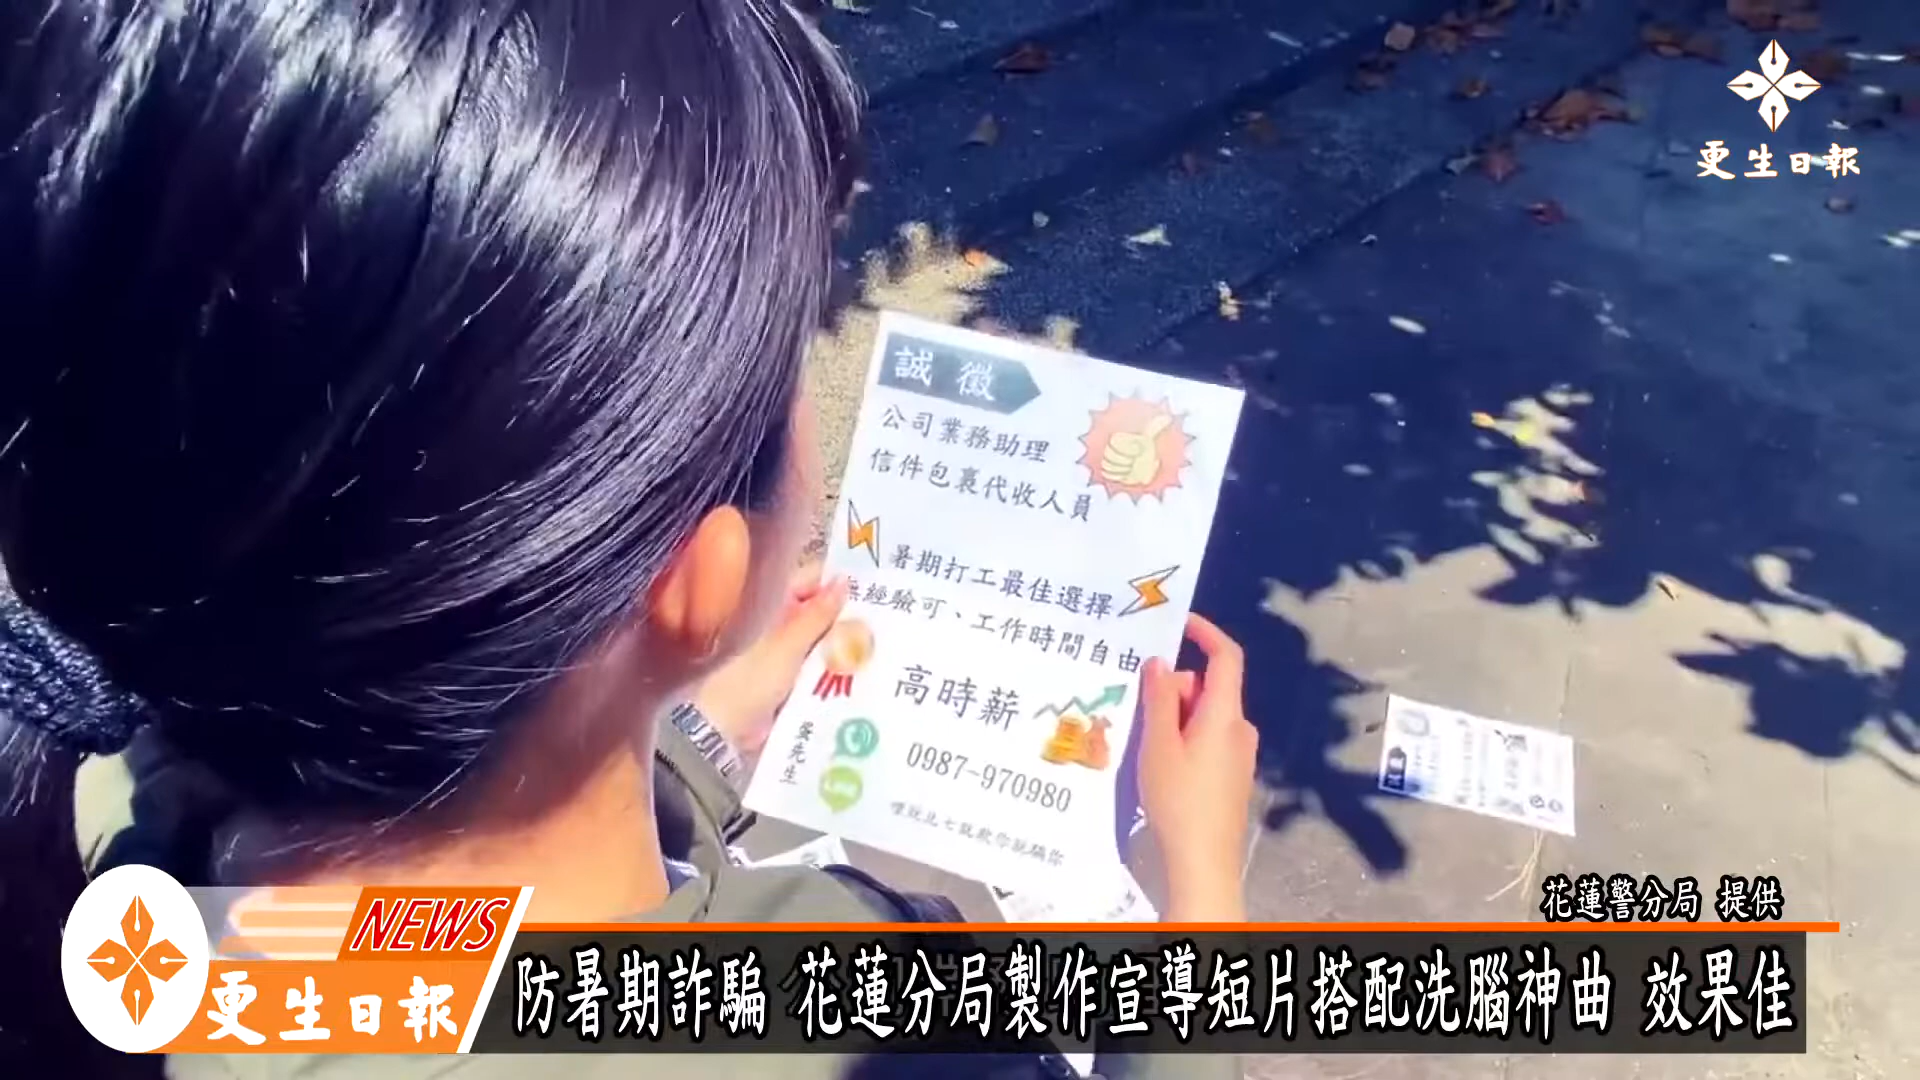 更生日報
誠徵
公司業務助理
信件包裹代收人員
暑期打工最佳選擇
無經驗可、工作時間自由
高時薪
0987-970980
LINE
花蓮警分局 提供
NEWS
更生日報
防暑期詐騙 花蓮分局製作宣導短片搭配洗腦神曲 效果佳